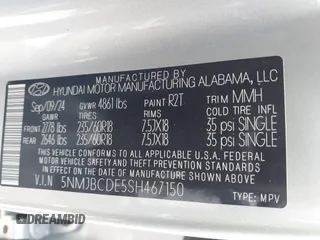 MANUFACTURED BY
HYUNDAI MOTOR MANUFACTURING ALABAMA, LLC
Sep/09/24 GVWR 4861 lbs PAINT R2T TRIM MMH
GAWR TIRES RIMS COLD TIRE INFL
FRONT 2778 lbs 235/60R18 7.5JX18 35 psi SINGLE
REAR 2646 lbs 235/60R18 7.5JX18 35 psi SINGLE
THIS VEHICLE CONFORMS TO ALL APPLICABLE U.S. FEDERAL MOTOR VEHICLE
SAFETY AND THEFT PREVENTION STANDARDS IN EFFECT ON THE DATE OF
MANUFACTURE SHOWN ABOVE.
V.I.N 5NMJBCDE5SH467150
TYPE: MPV
DREAMBID